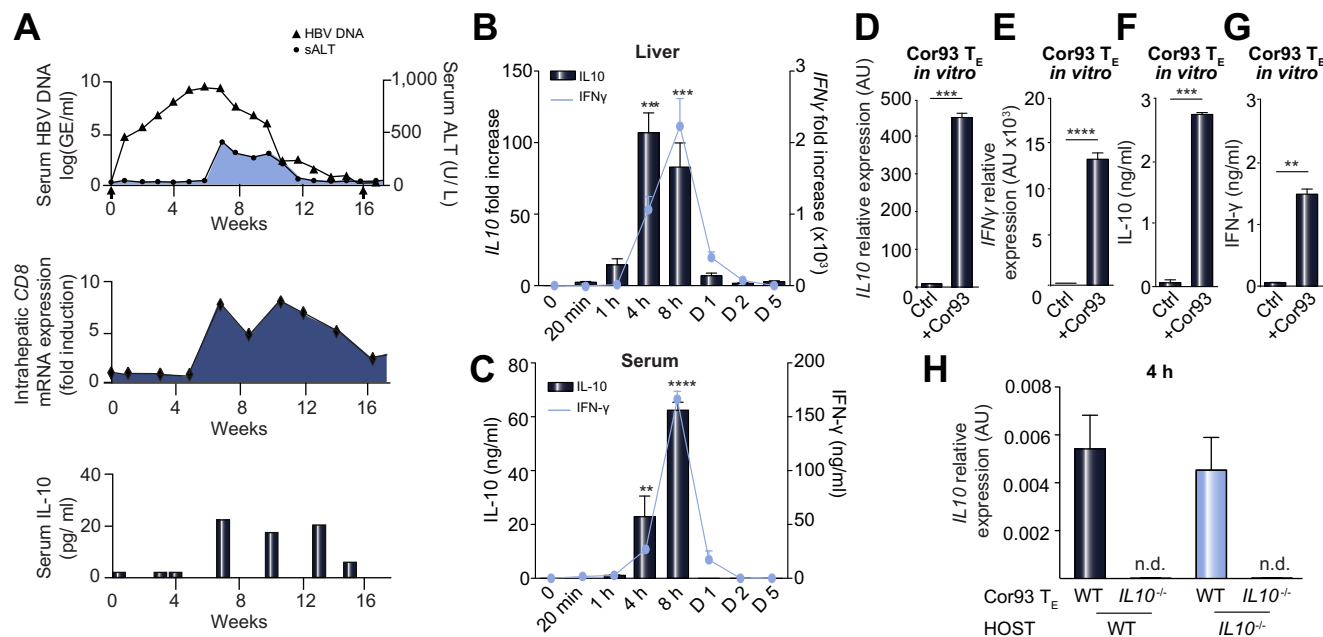 A
HBV DNA
sALT
Serum HBV DNA
log(GE/ml)
10
5
0
1,000
500
0
Serum ALT (U/ L)
0 4 8 12 16
Weeks
Intrahepatic CD8
mRNA expression
(fold induction)
10
5
0
0 4 8 12 16
Weeks
Serum IL-10
(pg/ ml)
40
20
0
0 4 8 12 16
Weeks
B
Liver
IL10
IFNγ
IL10 fold increase
150
100
50
0
*** ***
3
2
1
0
IFNγ fold increase (x10³)
0 20 min 1 h 4 h 8 h D 1 D 2 D 5
C
Serum
IL-10
IFN-γ
IL-10 (ng/ml)
80
60
40
20
0
** ****
200
150
100
50
0
IFN-γ (ng/ml)
0 20 min 1 h 4 h 8 h D 1 D 2 D 5
D
Cor93 TE
in vitro
IL10 relative expression (AU)
500
400
300
200
100
0
***
Ctrl +Cor93
E
Cor93 TE
in vitro
IFNγ relative
expression (AU x10³)
20
15
10
5
0
****
Ctrl +Cor93
F
Cor93 TE
in vitro
IL-10 (ng/ml)
3
2
1
0
***
Ctrl +Cor93
G
Cor93 TE
in vitro
IFN-γ (ng/ml)
3
2
1
0
**
Ctrl +Cor93
H
4 h
IL10 relative
expression (AU)
0.008
0.006
0.004
0.002
0
n.d. n.d.
Cor93 TE WT IL10-/- WT IL10-/-
HOST WT IL10-/-